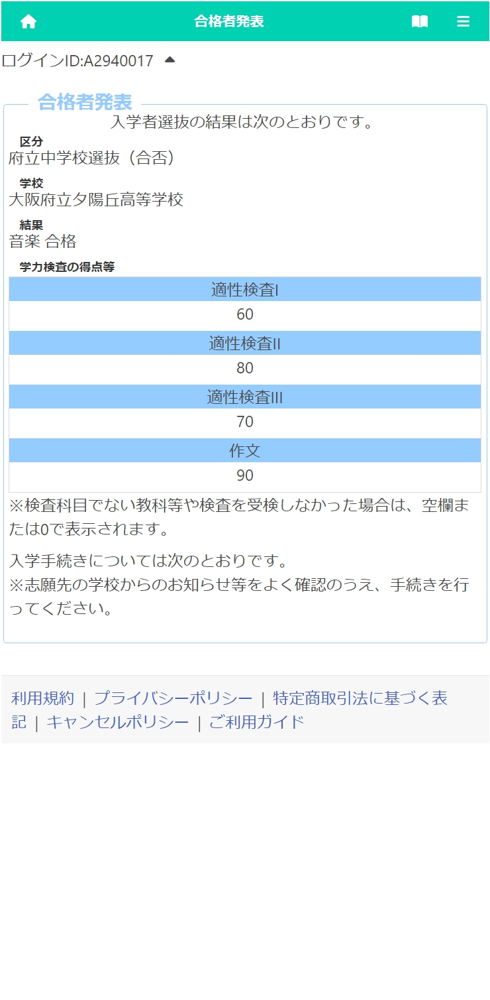 合格者発表
ログインID:A2940017
合格者発表
入学者選抜の結果は次のとおりです。
区分
府立中学校選抜（合否）
学校
大阪府立夕陽丘高等学校
結果
音楽 合格
学力検査の得点等
適性検査I
60
適性検査II
80
適性検査III
70
作文
90
※検査科目でない教科等や検査を受検しなかった場合は、空欄ま
たは0で表示されます。
入学手続きについては次のとおりです。
※志願先の学校からのお知らせ等をよく確認のうえ、手続きを行
ってください。
利用規約 | プライバシーポリシー | 特定商取引法に基づく表
記 | キャンセルポリシー | ご利用ガイド